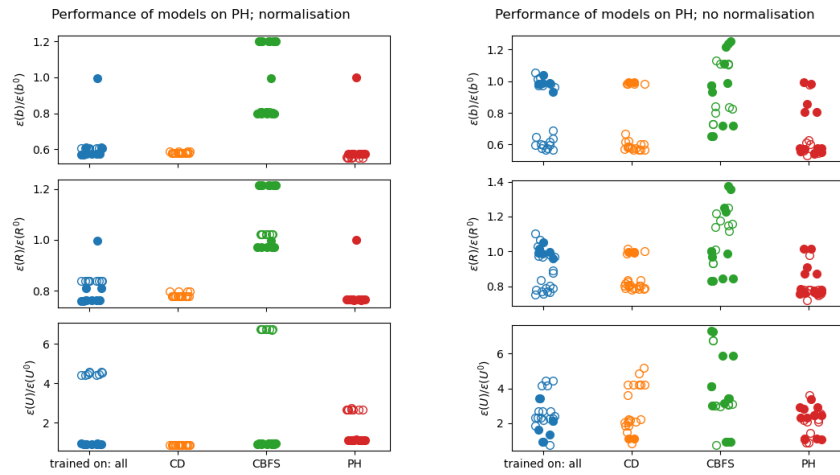 Performance of models on PH; normalisation
ε(b)/ε(b⁰)
1.2
1.0
0.8
0.6
ε(R)/ε(R⁰)
1.2
1.0
0.8
ε(U)/ε(U⁰)
6
4
2
trained on: all CD CBFS PH
Performance of models on PH; no normalisation
ε(b)/ε(b⁰)
1.2
1.0
0.8
0.6
ε(R)/ε(R⁰)
1.4
1.2
1.0
0.8
ε(U)/ε(U⁰)
6
4
2
trained on: all CD CBFS PH